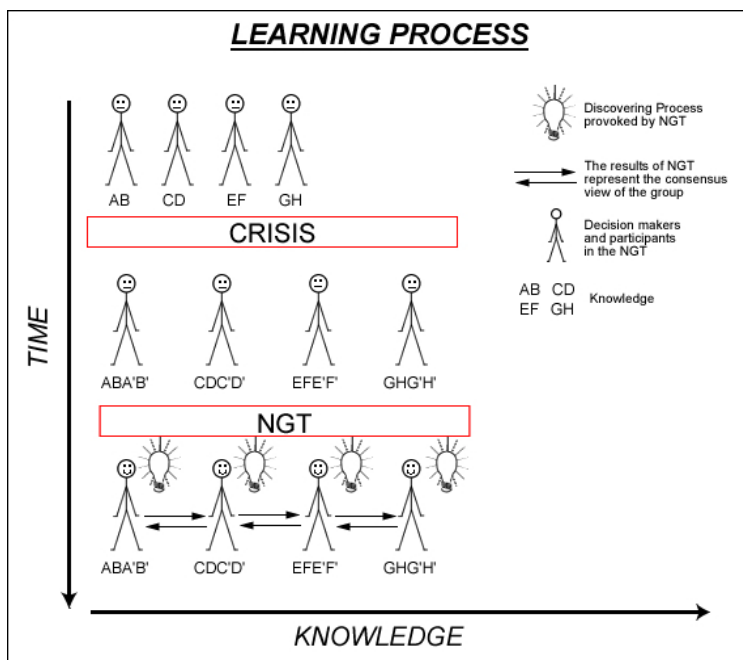 LEARNING PROCESS
AB CD EF GH
CRISIS
ABA'B' CDC'D' EFE'F' GHG'H'
NGT
ABA'B' CDC'D' EFE'F' GHG'H'
TIME
KNOWLEDGE
Discovering Process
provoked by NGT
The results of NGT
represent the consensus
view of the group
Decision makers
and participants
in the NGT
AB CD
EF GH
Knowledge